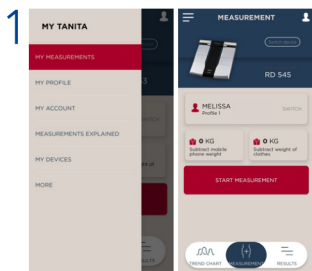 1
MY TANITA
MY MEASUREMENTS
MY PROFILE
MY ACCOUNT
MEASUREMENTS EXPLAINED
MY DEVICES
MORE
MEASUREMENT
RD 545
MELISSA
Profile 1
SWITCH
0 KG
Subtract mobile
phone weight
0 KG
Subtract weight of
clothes
START MEASUREMENT
TREND CHART
MEASUREMENT
RESULTS